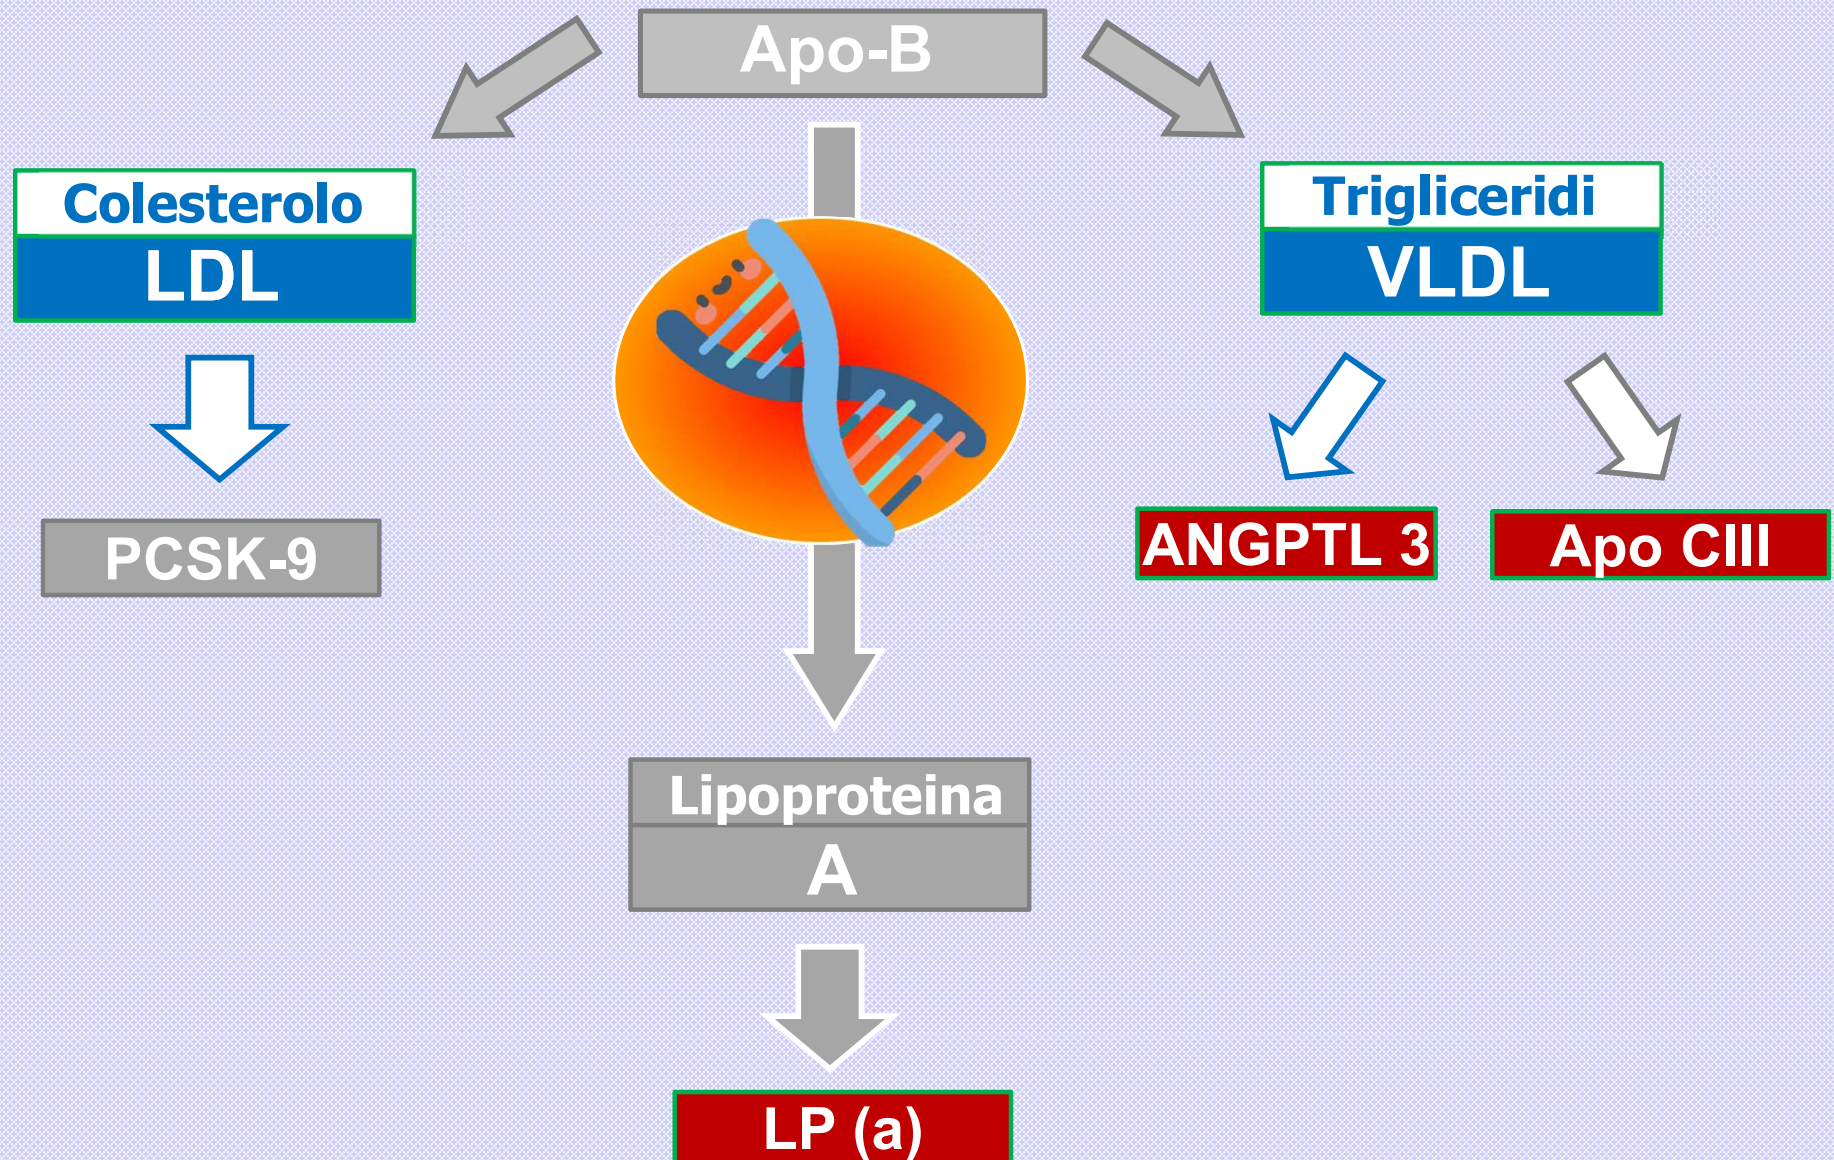 Apo-B
Colesterolo
LDL
Trigliceridi
VLDL
PCSK-9
ANGPTL 3
Apo CIII
Lipoproteina
A
LP (a)